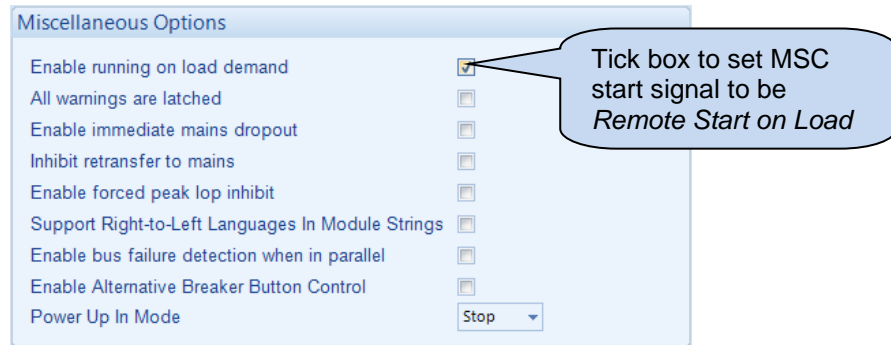 Miscellaneous Options
Enable running on load demand
All warnings are latched
Enable immediate mains dropout
Inhibit retransfer to mains
Enable forced peak lop inhibit
Support Right-to-Left Languages In Module Strings
Enable bus failure detection when in parallel
Enable Alternative Breaker Button Control
Power Up In Mode Stop
Tick box to set MSC
start signal to be
Remote Start on Load